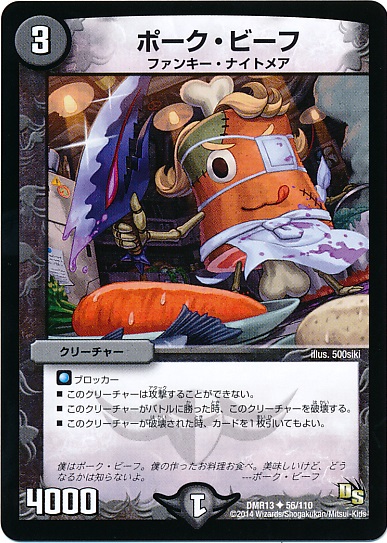 3
ポーク・ビーフ
ファンキー・ナイトメア
illus. 500siki
クリーチャー
ブロッカー
■このクリーチャーは攻撃することができない。
■このクリーチャーがバトルに勝った時、このクリーチャーを破壊する。
■このクリーチャーが破壊された時、カードを1枚引いてもよい。
僕はポーク・ビーフ。僕の作ったお料理お食べ。美味しいけど、どう
なるかは知らないよ。 ---ポーク・ビーフ
DS
4000
1
DMR13 ◆ 56/110
©2014 Wizards/Shogakukan/Mitsui-Kids